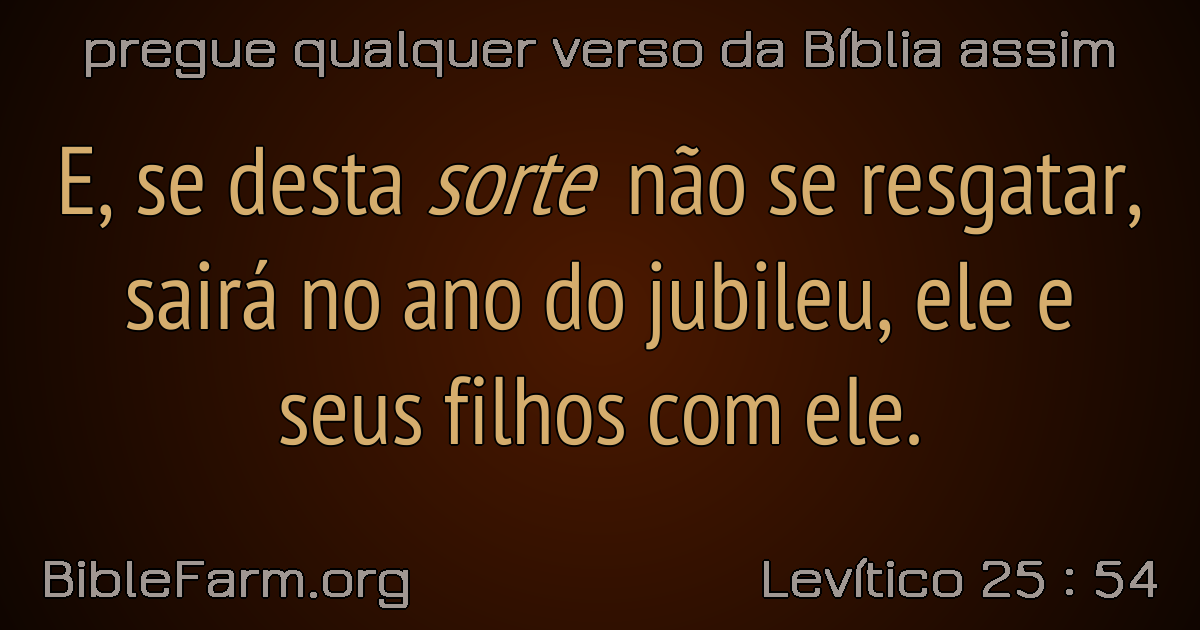 pregue qualquer verso da Bíblia assim
E, se desta sorte não se resgatar,
sairá no ano do jubileu, ele e
seus filhos com ele.
BibleFarm.org
Levítico 25 : 54